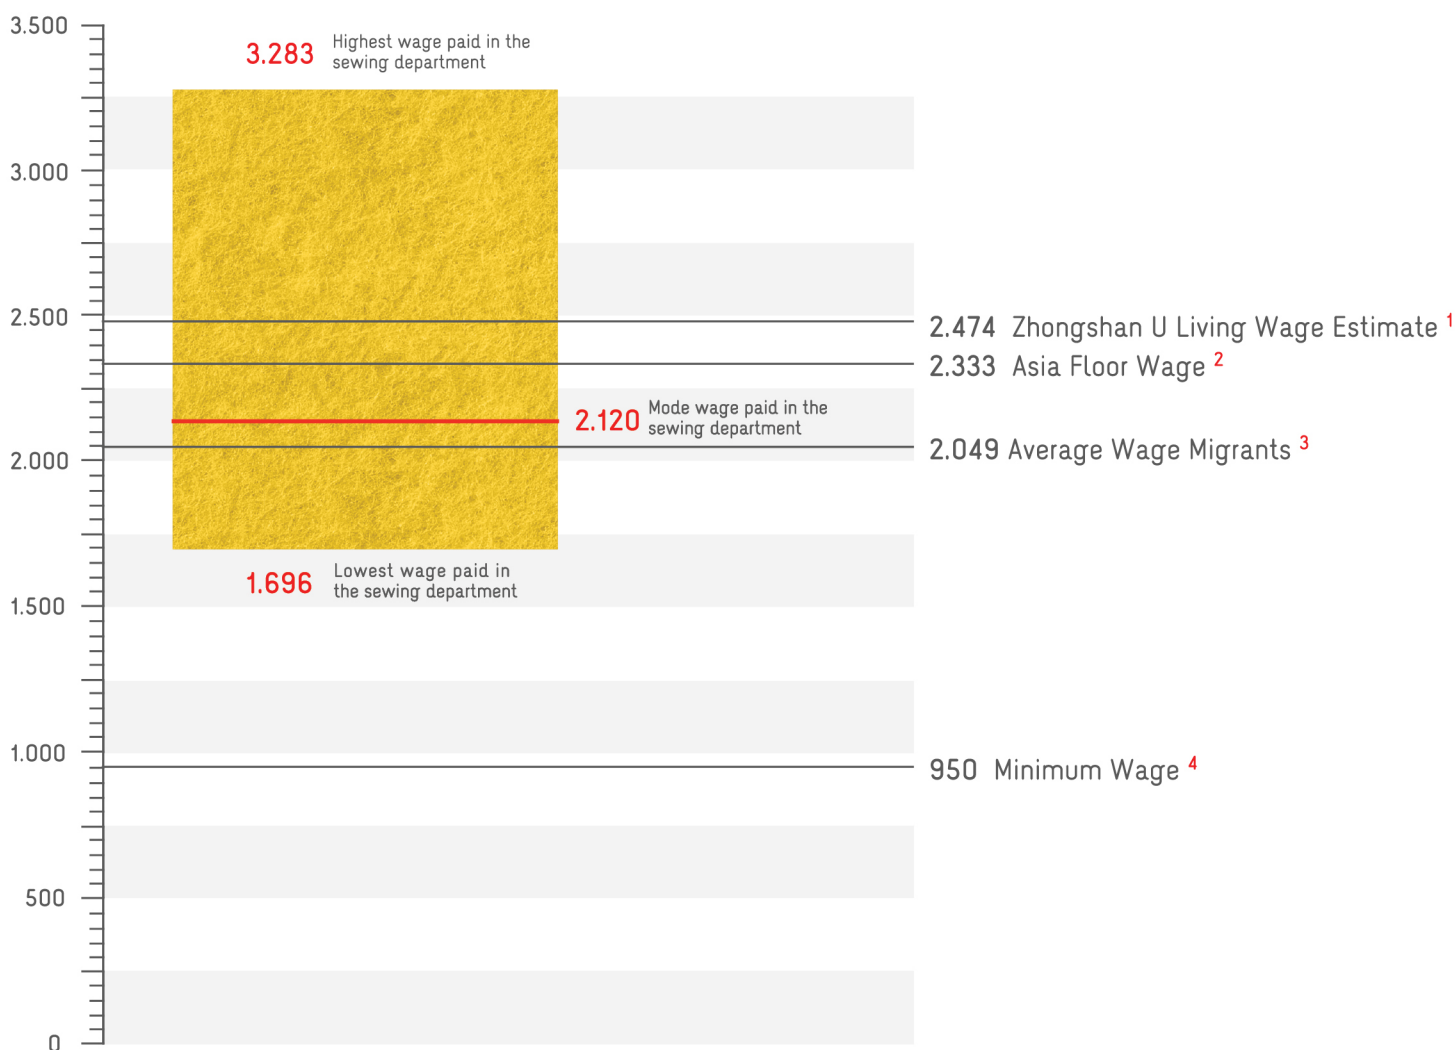 3.500
3.283 Highest wage paid in the
sewing department
3.000
2.500
2.474 Zhongshan U Living Wage Estimate 1
2.333 Asia Floor Wage 2
2.120 Mode wage paid in the
sewing department
2.049 Average Wage Migrants 3
2.000
1.696 Lowest wage paid in
the sewing department
1.500
1.000
950 Minimum Wage 4
500
0